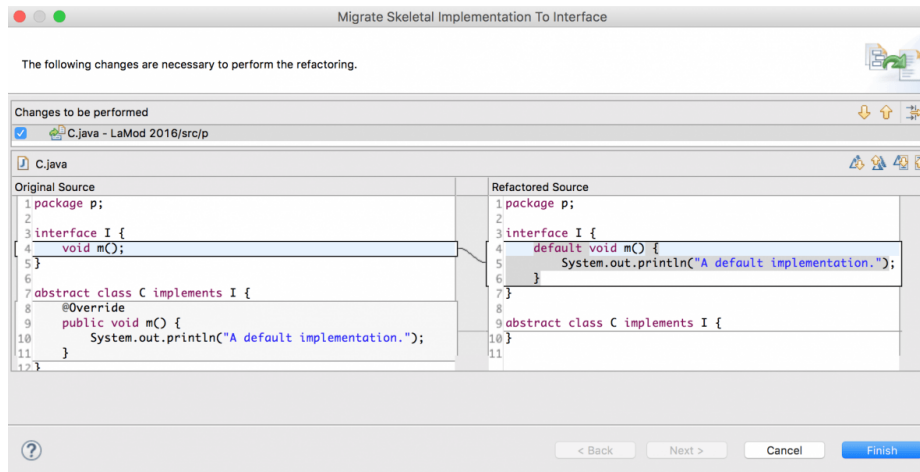 Migrate Skeletal Implementation To Interface
The following changes are necessary to perform the refactoring.
Changes to be performed
C.java - LaMod 2016/src/p
J C.java
Original Source
1 package p;
2
3 interface I {
4     void m();
5 }
6
7 abstract class C implements I {
8     @Override
9     public void m() {
10         System.out.println("A default implementation.");
11     }
12 }
Refactored Source
1 package p;
2
3 interface I {
4     default void m() {
5         System.out.println("A default implementation.");
6     }
7 }
8
9 abstract class C implements I {
10 }
11
?
< Back
Next >
Cancel
Finish